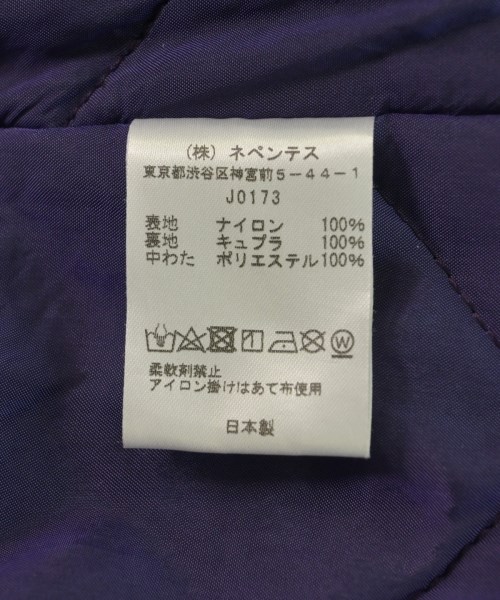 (株) ネペンテス
東京都渋谷区神宮前5-44-1
J0173
表地 ナイロン 100%
裏地 キュプラ 100%
中わた ポリエステル100%
W
柔軟剤禁止
アイロン掛けはあて布使用
日本製